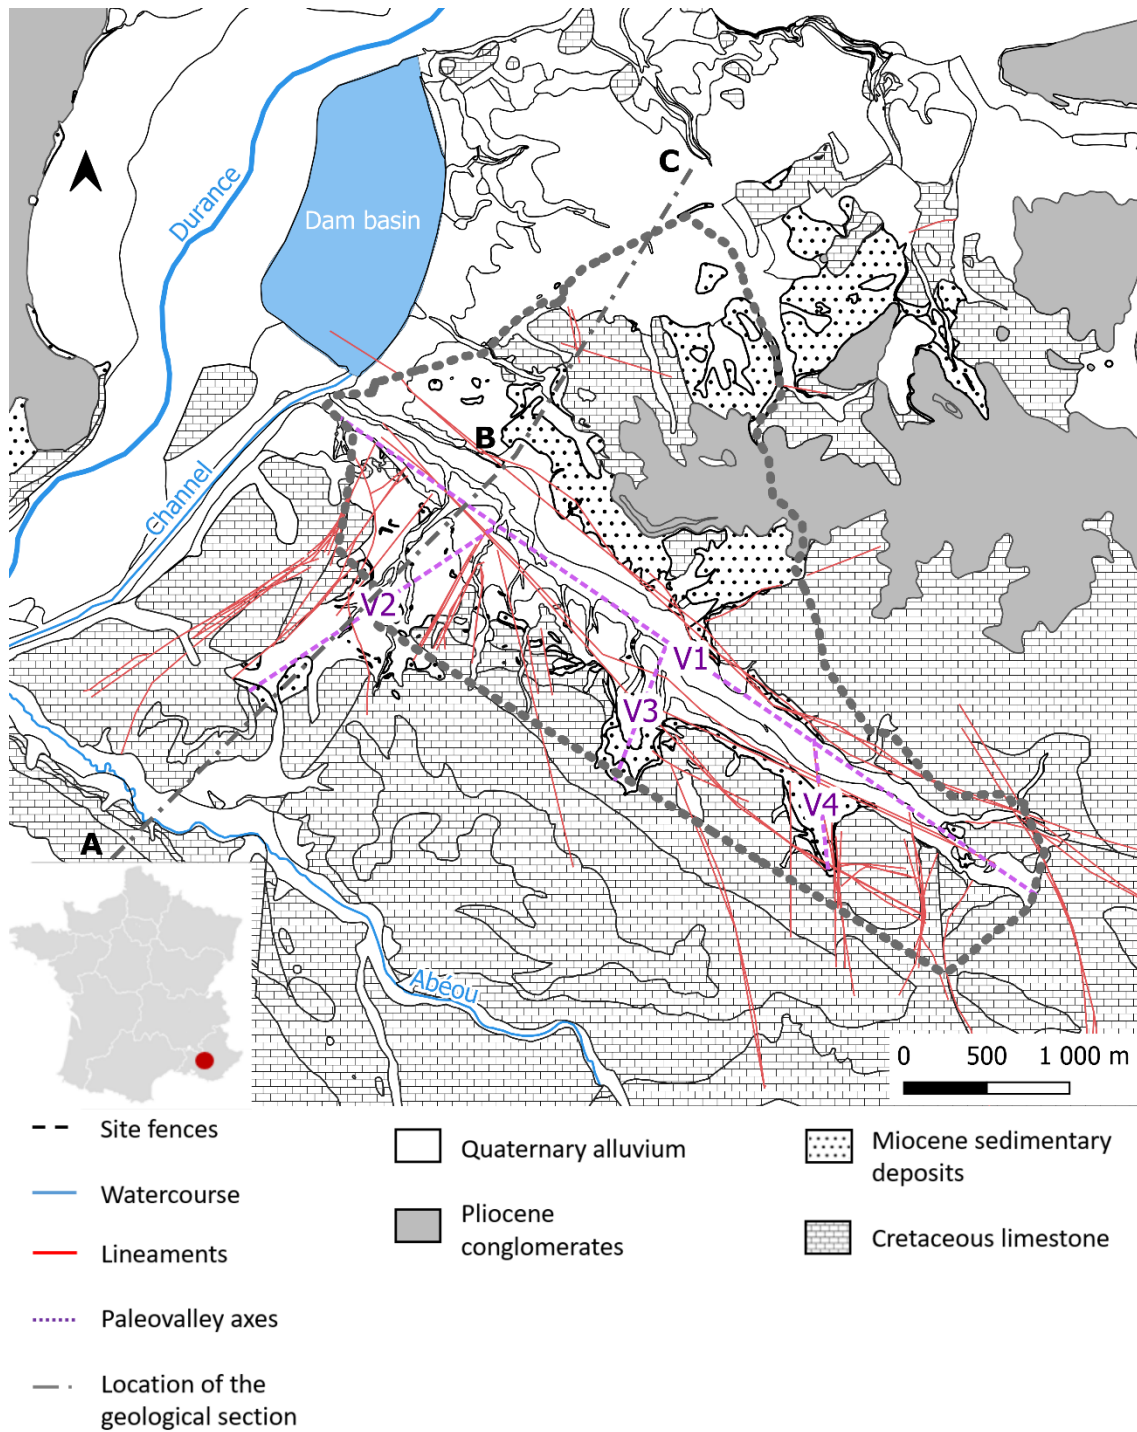 C
Durance
Dam basin
B
Channel
V2
V1
V3
V4
A
Abéou
0 500 1 000 m
Site fences
Watercourse
Lineaments
Paleovalley axes
Location of the
geological section
Quaternary alluvium
Pliocene
conglomerates
Miocene sedimentary
deposits
Cretaceous limestone